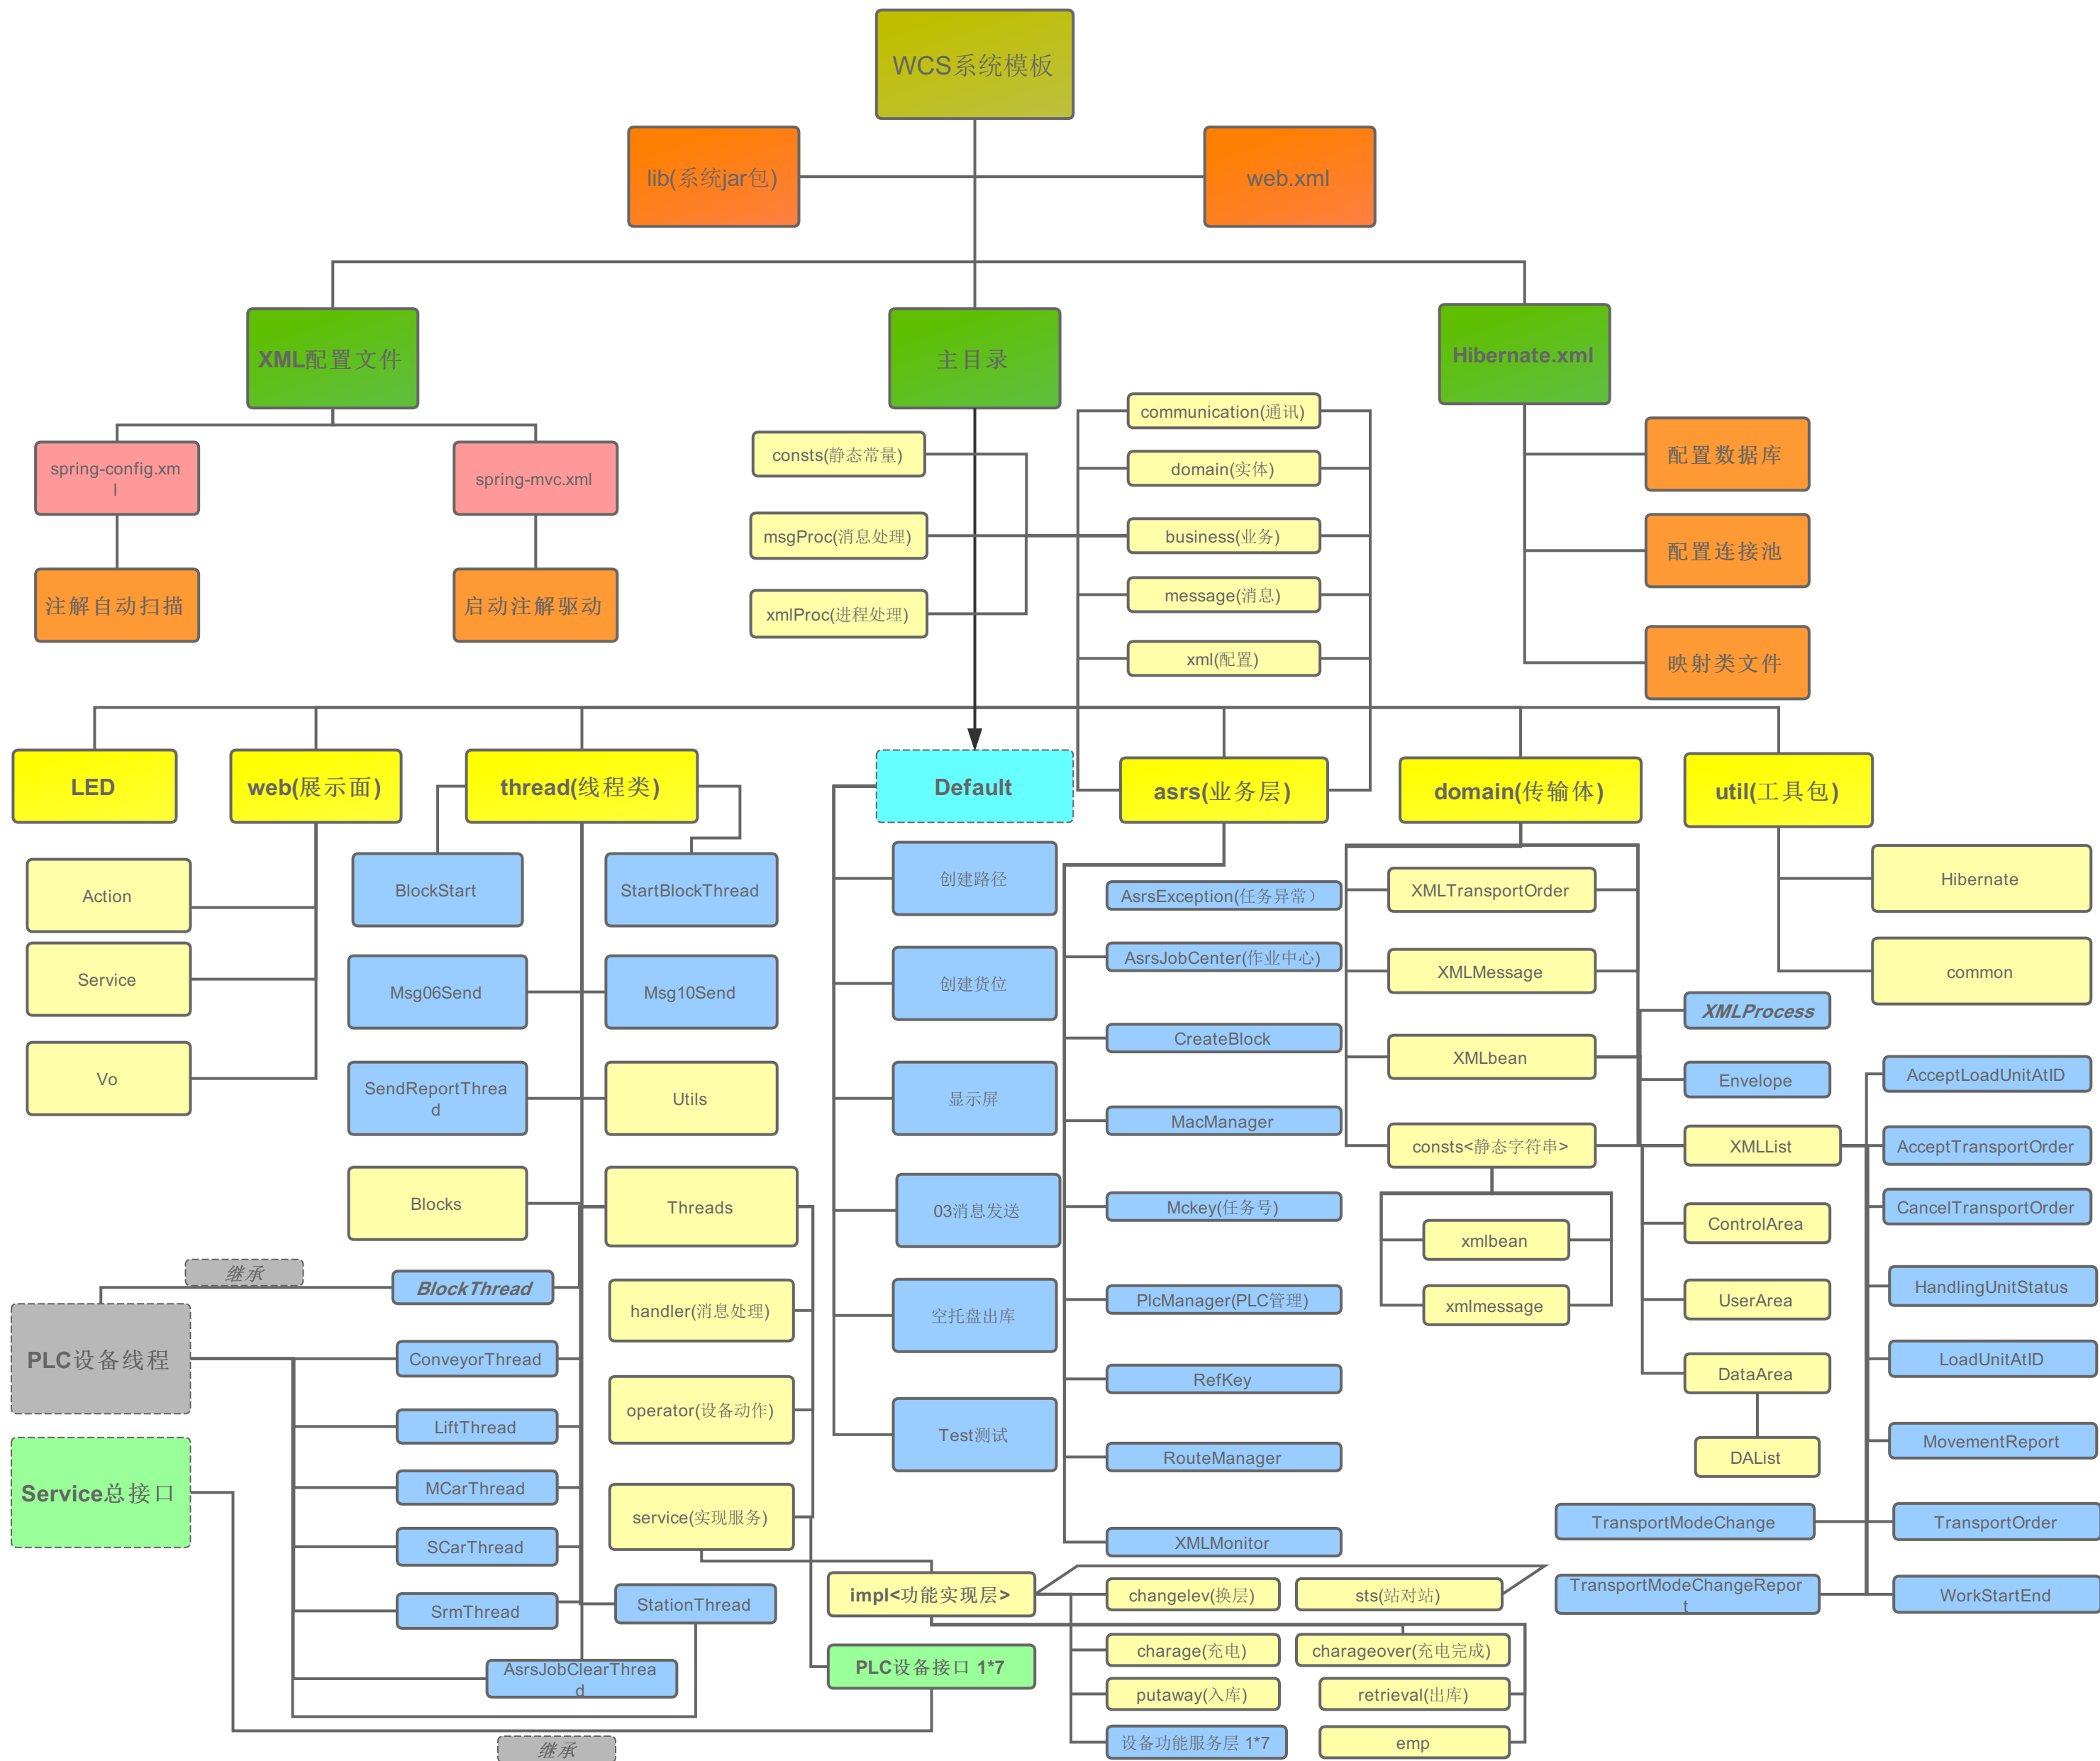 WCS系统模板
lib(系统jar包)
web.xml
XML配置文件
主目录
Hibernate.xml
spring-config.xm
l
spring-mvc.xml
注解自动扫描
启动注解驱动
consts(静态常量)
msgProc(消息处理)
xmlProc(进程处理)
communication(通讯)
domain(实体)
business(业务)
message(消息)
xml(配置)
配置数据库
配置连接池
映射类文件
LED
web(展示面)
thread(线程类)
Default
asrs(业务层)
domain(传输体)
util(工具包)
Action
Service
Vo
BlockStart
StartBlockThread
Msg06Send
Msg10Send
SendReportThrea
d
Utils
Blocks
Threads
继承
BlockThread
PLC设备线程
ConveyorThread
LiftThread
Service总接口
MCarThread
SCarThread
SrmThread
StationThread
AsrsJobClearThrea
d
handler(消息处理)
operator(设备动作)
service(实现服务)
创建路径
创建货位
显示屏
03消息发送
空托盘出库
Test测试
AsrsException(任务异常）
AsrsJobCenter(作业中心)
CreateBlock
MacManager
Mckey(任务号)
PlcManager(PLC管理)
RefKey
RouteManager
XMLMonitor
XMLTransportOrder
XMLMessage
XMLbean
consts<静态字符串>
xmlbean
xmlmessage
Hibernate
common
XMLProcess
Envelope
XMLList
ControlArea
UserArea
DataArea
DAList
AcceptLoadUnitAtID
AcceptTransportOrder
CancelTransportOrder
HandlingUnitStatus
LoadUnitAtID
MovementReport
TransportModeChange
TransportOrder
TransportModeChangeRepor
t
WorkStartEnd
impl<功能实现层>
changelev(换层)
sts(站对站)
charage(充电)
charageover(充电完成)
PLC设备接口 1*7
putaway(入库)
retrieval(出库)
设备功能服务层 1*7
emp
继承